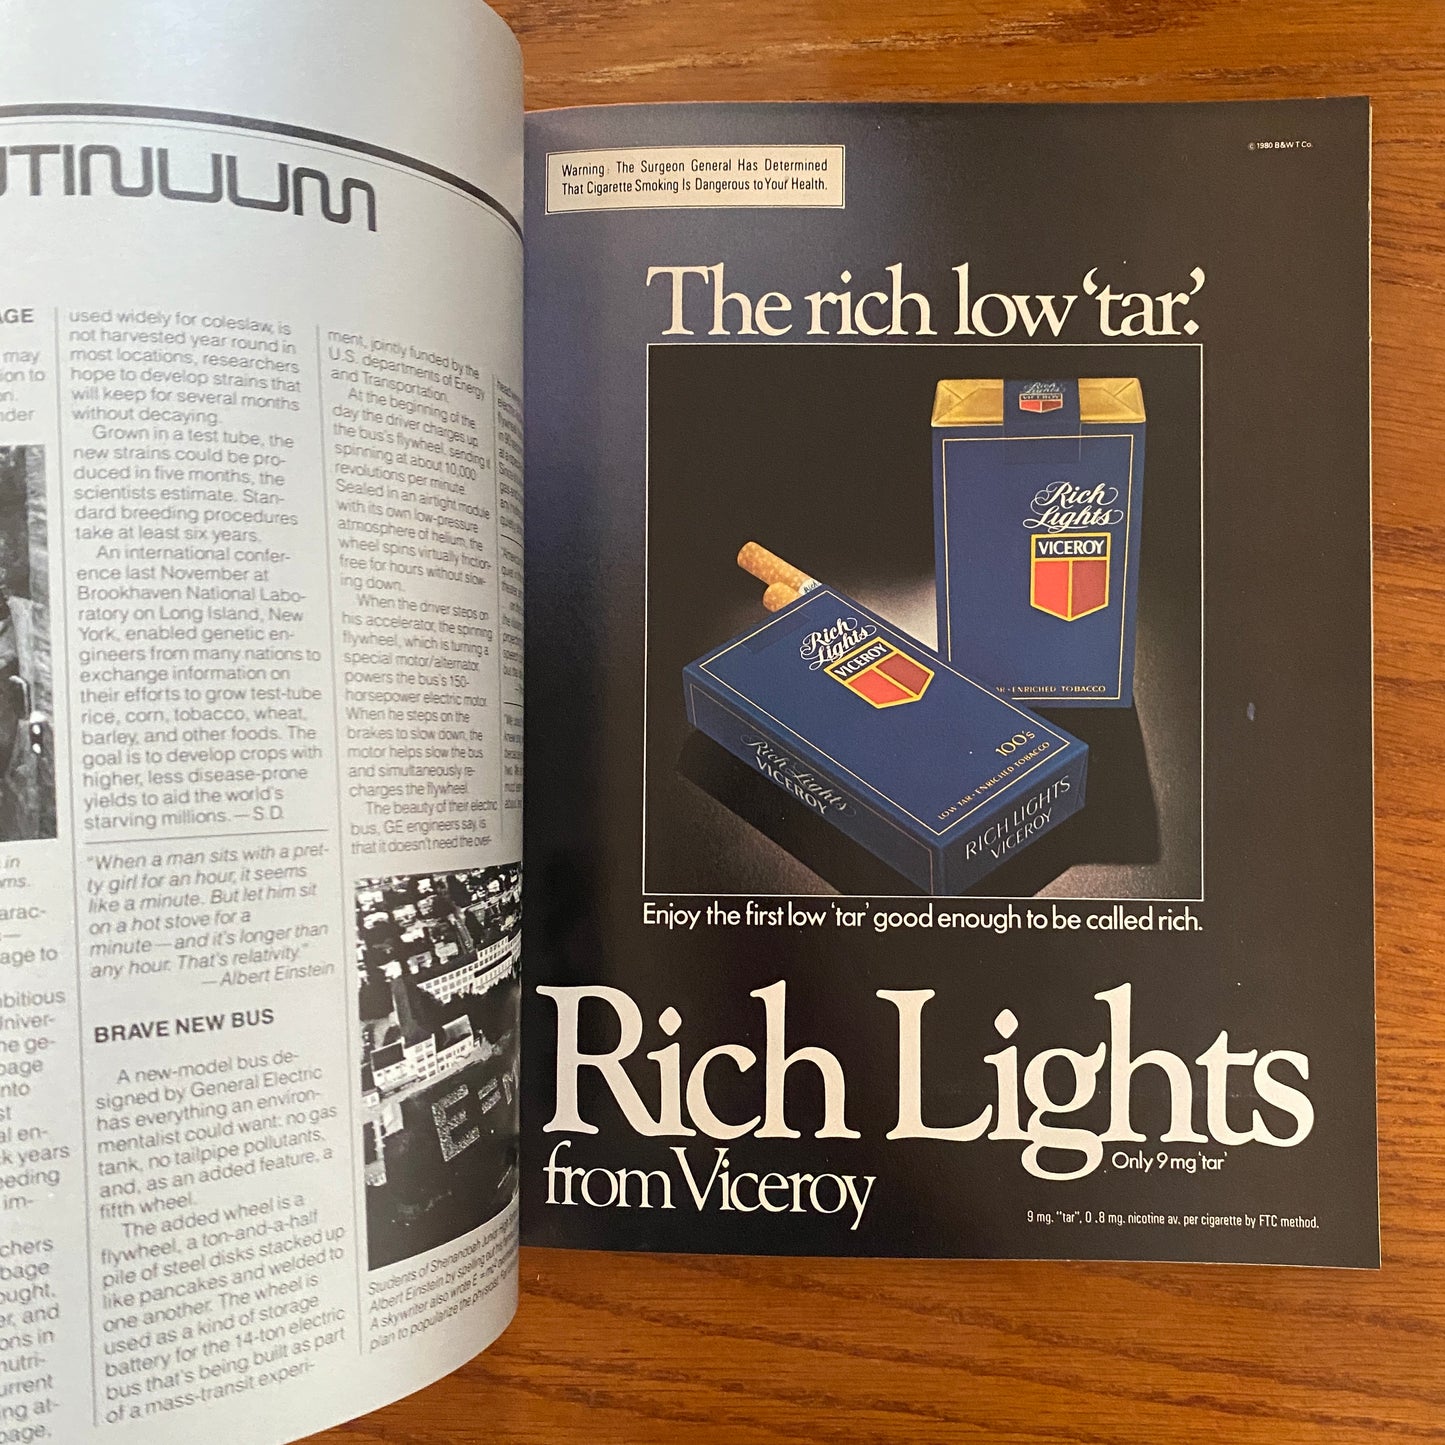 TINUUM
AGE
may
ion to
on.
nder
in
ms.
arac-
age to
bitious
Univer-
he ge-
bage
into
st
al en-
k years
eeding
im-
chers
bage
ought,
er, and
ons in
nutri-
urrent
ing at-
bage,
used widely for coleslaw, is
not harvested year round in
most locations, researchers
hope to develop strains that
will keep for several months
without decaying.
Grown in a test tube, the
new strains could be pro-
duced in five months, the
scientists estimate. Stan-
dard breeding procedures
take at least six years.
An international confer-
ence last November at
Brookhaven National Labo-
ratory on Long Island, New
York, enabled genetic en-
gineers from many nations to
exchange information on
their efforts to grow test-tube
rice, corn, tobacco, wheat,
barley, and other foods. The
goal is to develop crops with
higher, less disease-prone
yields to aid the world's
starving millions.—S.D.
"When a man sits with a pret-
ty girl for an hour, it seems
like a minute. But let him sit
on a hot stove for a
minute—and it's longer than
any hour. That's relativity."
—Albert Einstein
BRAVE NEW BUS
A new-model bus de-
signed by General Electric
has everything an environ-
mentalist could want: no gas
tank, no tailpipe pollutants,
and, as an added feature, a
fifth wheel.
The added wheel is a
flywheel, a ton-and-a-half
pile of steel disks stacked up
like pancakes and welded to
one another. The wheel is
used as a kind of storage
battery for the 14-ton electric
bus that's being built as part
of a mass-transit experi-
ment, jointly funded by the
U.S. departments of Energy
and Transportation.
At the beginning of the
day the driver charges up
the bus's flywheel, sending it
spinning at about 10,000
revolutions per minute.
Sealed in an airtight module
with its own low-pressure
atmosphere of helium, the
wheel spins virtually friction-
free for hours without slow-
ing down.
When the driver steps on
his accelerator, the spinning
flywheel, which is turning a
special motor/alternator,
powers the bus's 150-
horsepower electric motor.
When he steps on the
brakes to slow down, the
motor helps slow the bus
and simultaneously re-
charges the flywheel.
The beauty of their electric
bus, GE engineers say, is
that it doesn't need the over-
E=M
Students of Shenandoah Junior High
Albert Einstein by spelling out his
A skywriter also wrote E = mc²
plan to popularize the physicist.
Warning: The Surgeon General Has Determined
That Cigarette Smoking Is Dangerous to Your Health.
© 1980 B&W T Co.
The rich low 'tar.'
Rich
Lights
VICEROY
Rich
Lights
VICEROY
AR•ENRICHED TOBACCO
Rich
Lights
VICEROY
100's
LOW TAR•ENRICHED TOBACCO
Rich Lights
VICEROY
RICH LIGHTS
VICEROY
Enjoy the first low 'tar' good enough to be called rich.
Rich Lights
from Viceroy
Only 9 mg 'tar'
9 mg. "tar", 0.8 mg. nicotine av. per cigarette by FTC method.